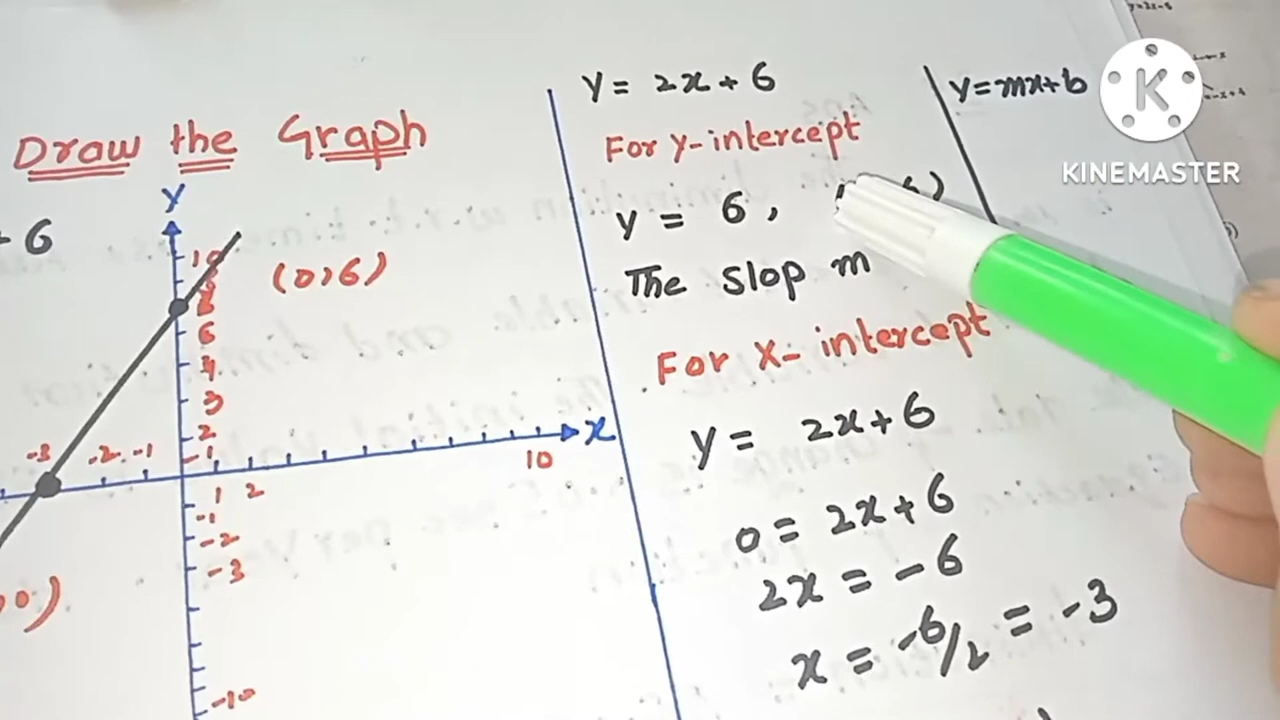 Draw the Graph
+ 6
Y
10
8
6
4
3
2
1
(0,6)
-3 -2 -1
1 2
10
X
-1
-2
-3
-10
0)
y = 2x + 6
For y-intercept
y = 6,
The Slop m
For x-intercept
y = 2x+6
0 = 2x+6
2x = -6
x = -6/2 = -3
y=mx+b
K
KINEMASTER